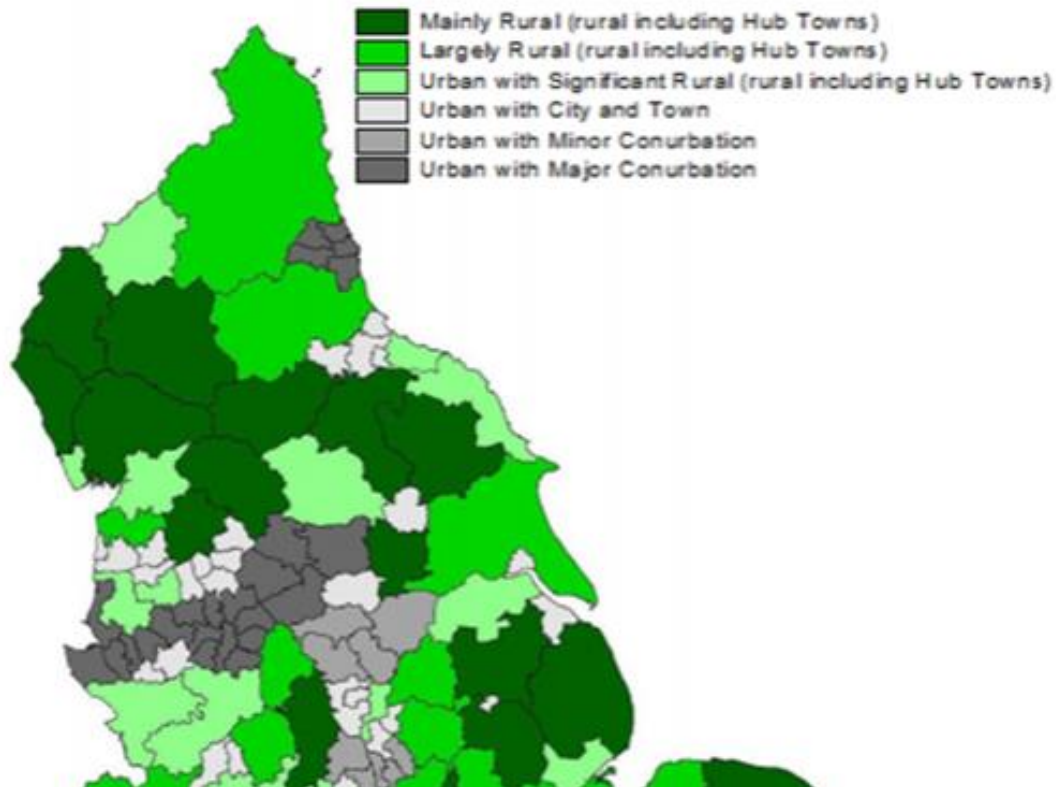 Mainly Rural (rural including Hub Towns)
Largely Rural (rural including Hub Towns)
Urban with Significant Rural (rural including Hub Towns)
Urban with City and Town
Urban with Minor Conurbation
Urban with Major Conurbation